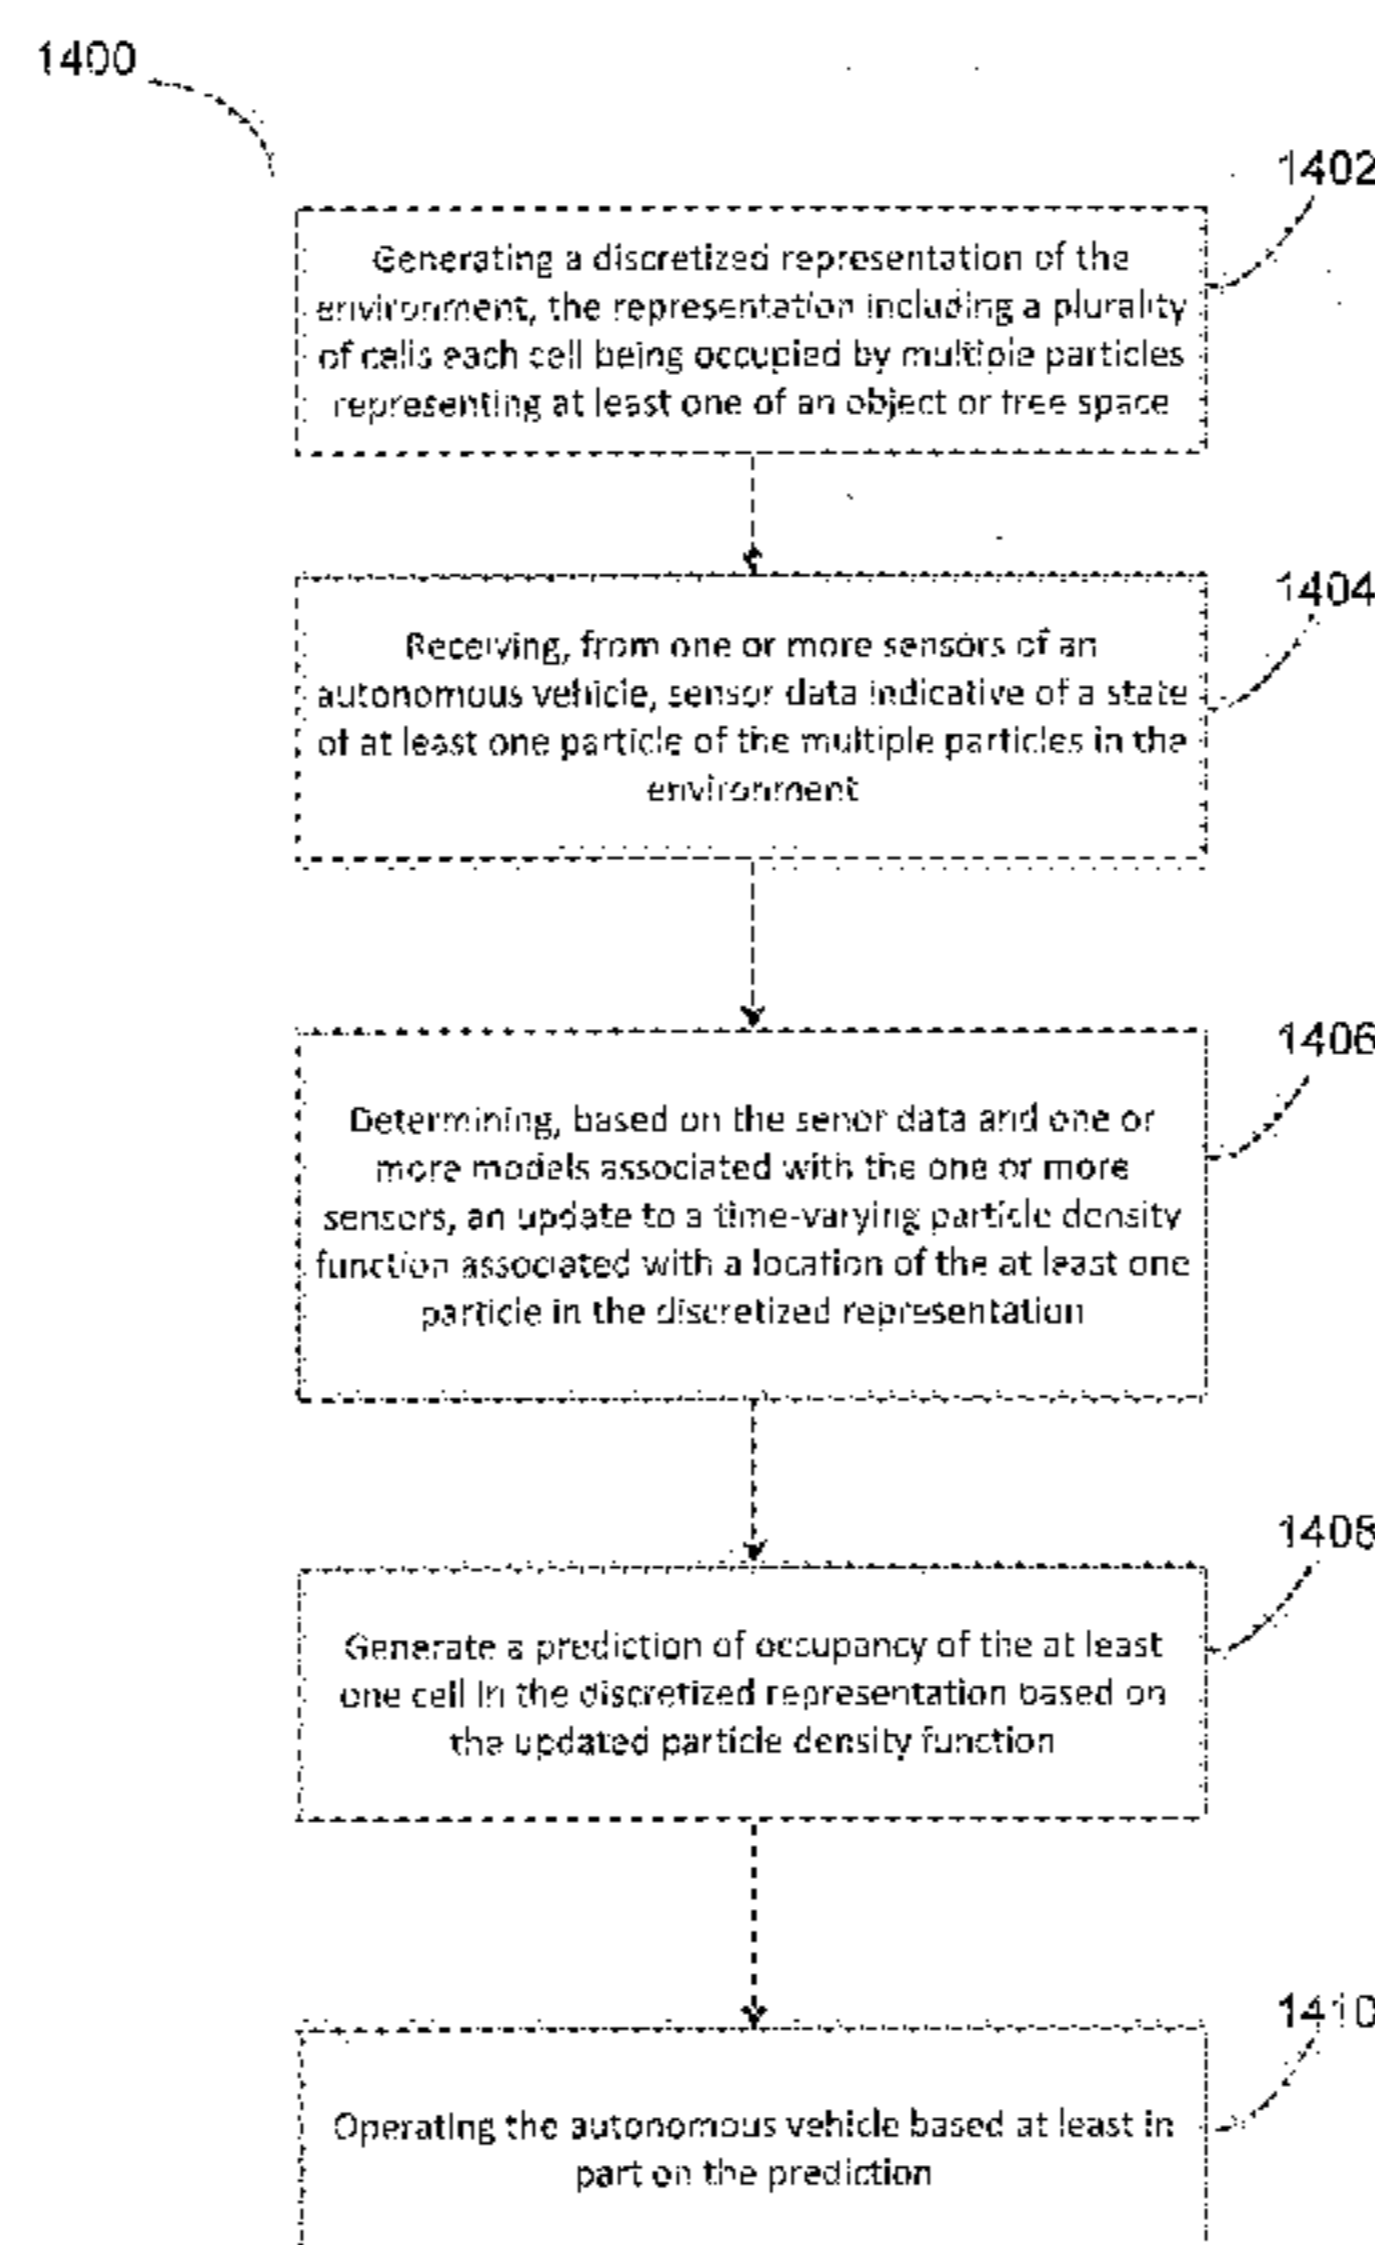 1400
1402
Generating a discretized representation of the
environment, the representation including a plurality
of cells each cell being occupied by multiple particles
representing at least one of an object or free space
1404
Receiving, from one or more sensors of an
autonomous vehicle, sensor data indicative of a state
of at least one particle of the multiple particles in the
environment
1406
Determining, based on the senor data and one or
more models associated with the one or more
sensors, an update to a time-varying particle density
function associated with a location of the at least one
particle in the discretized representation
1408
Generate a prediction of occupancy of the at least
one cell in the discretized representation based on
the updated particle density function
1410
Operating the autonomous vehicle based at least in
part on the prediction